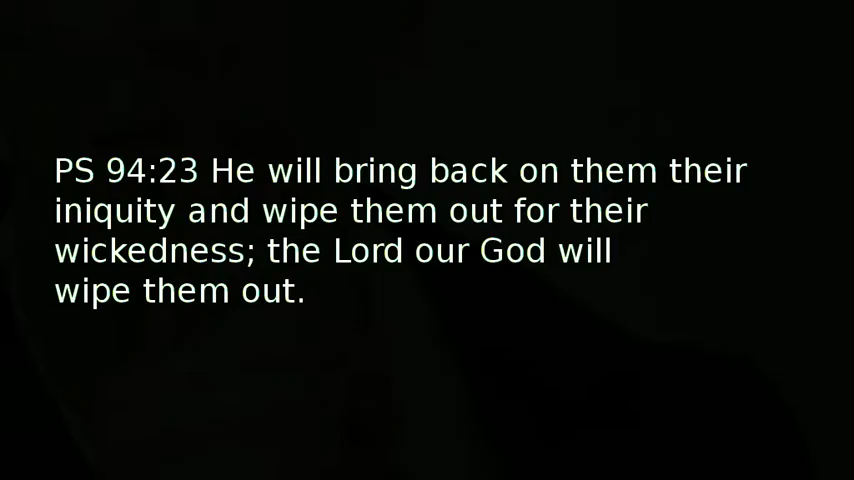 PS 94:23 He will bring back on them their
iniquity and wipe them out for their
wickedness; the Lord our God will
wipe them out.